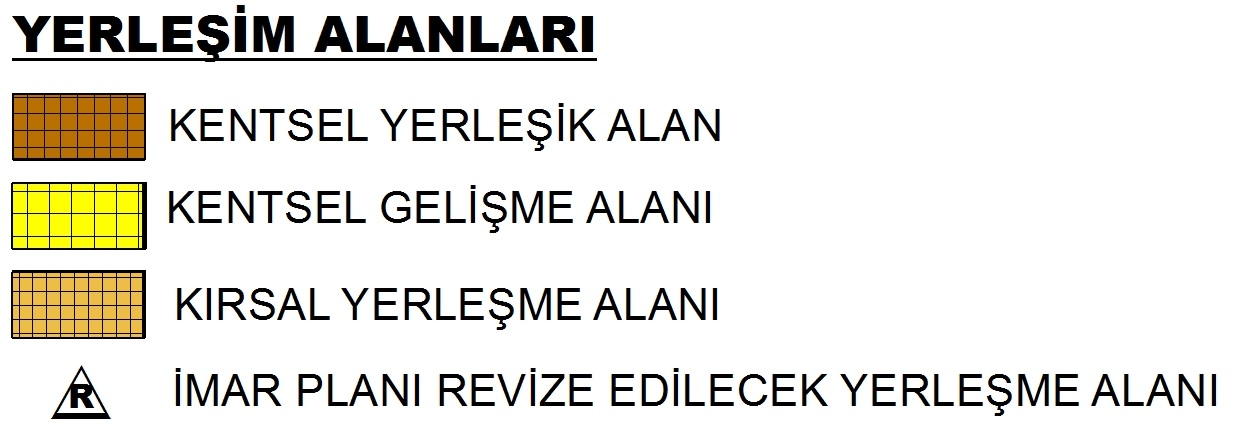 YERLEŞİM ALANLARI
KENTSEL YERLEŞİK ALAN
KENTSEL GELİŞME ALANI
KIRSAL YERLEŞME ALANI
R İMAR PLANI REVİZE EDİLECEK YERLEŞME ALANI